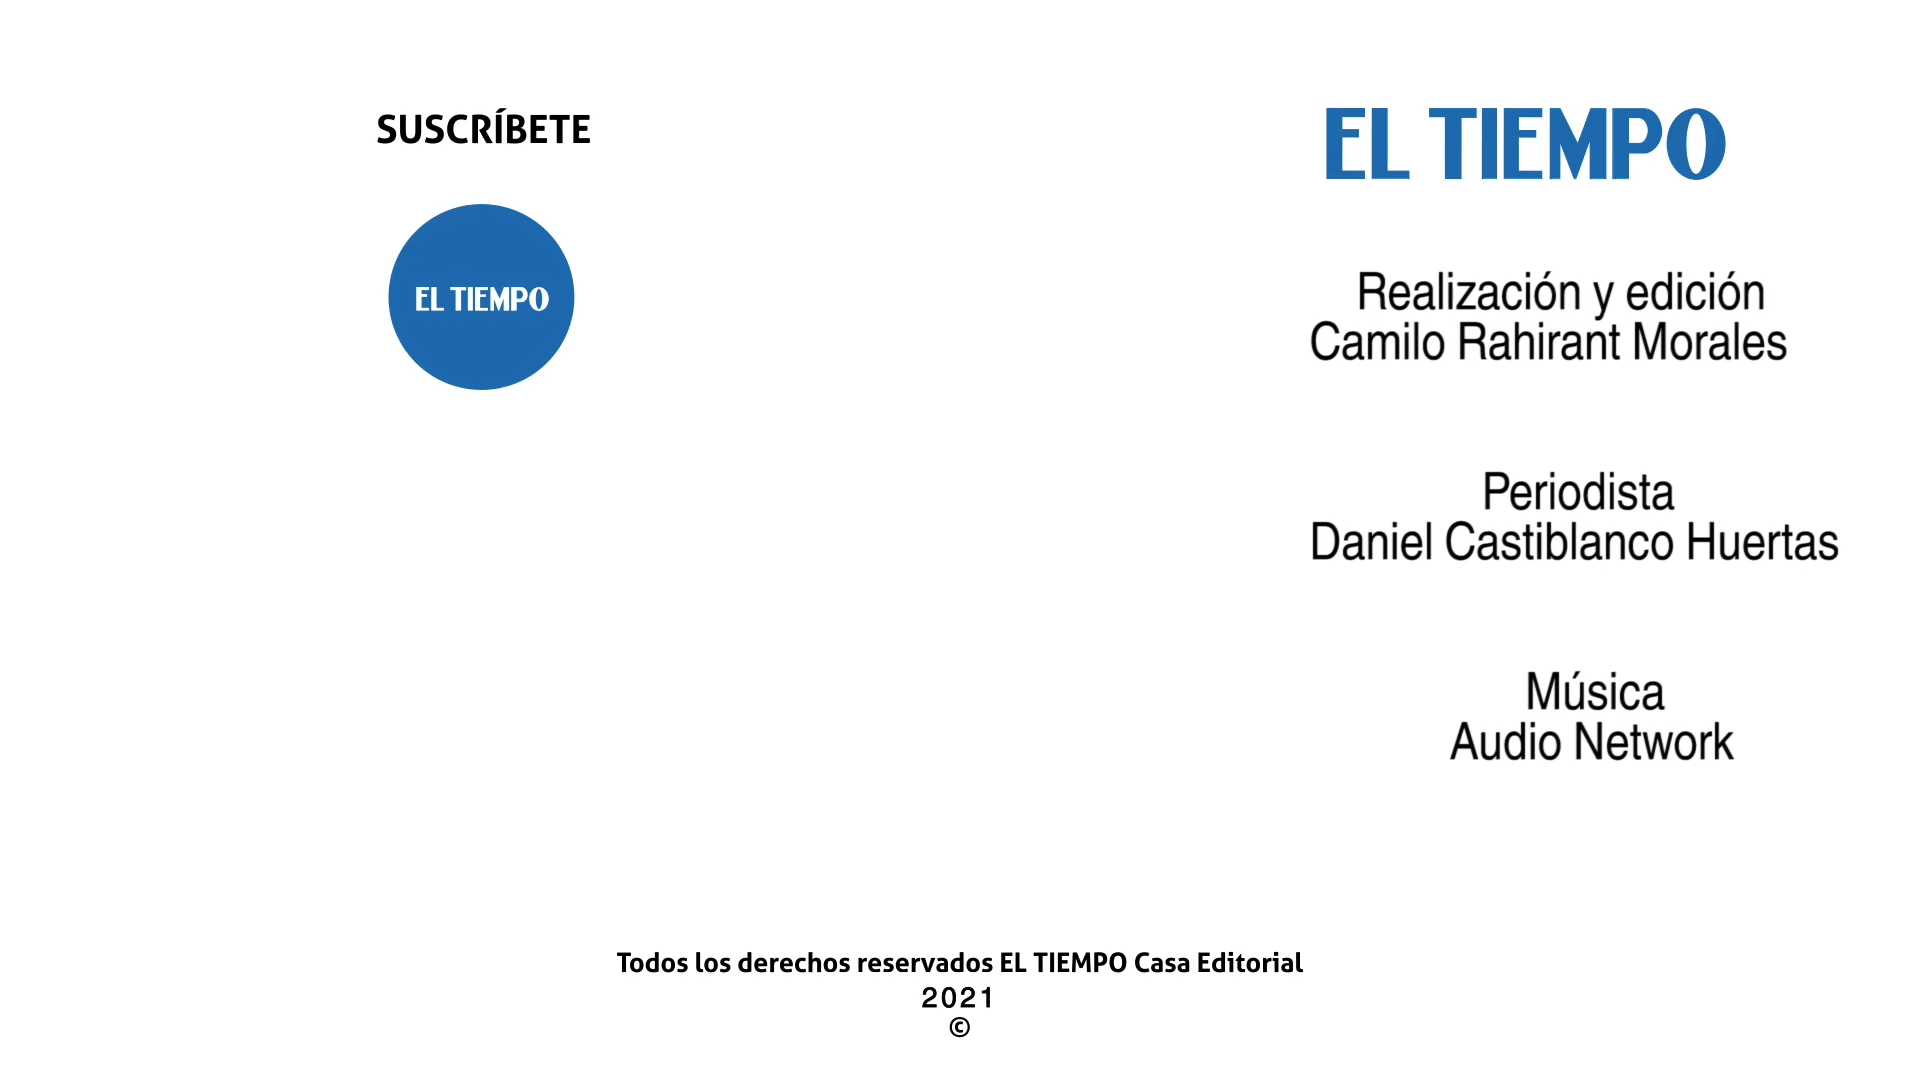 SUSCRÍBETE
EL TIEMPO
EL TIEMPO
Realización y edición
Camilo Rahirant Morales
Periodista
Daniel Castiblanco Huertas
Música
Audio Network
Todos los derechos reservados EL TIEMPO Casa Editorial
2021
©